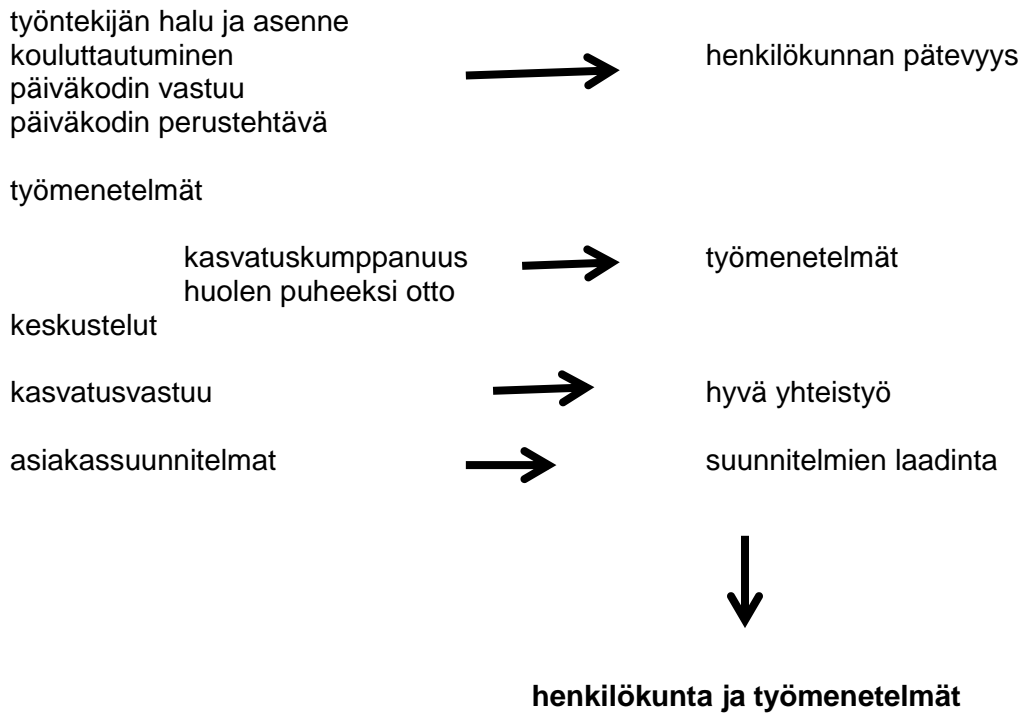 työntekijän halu ja asenne
kouluttautuminen henkilökunnan pätevyys
päiväkodin vastuu
päiväkodin perustehtävä
työmenetelmät
kasvatuskumppanuus työmenetelmät
huolen puheeksi otto
keskustelut
kasvatusvastuu hyvä yhteistyö
asiakassuunnitelmat suunnitelmien laadinta
henkilökunta ja työmenetelmät